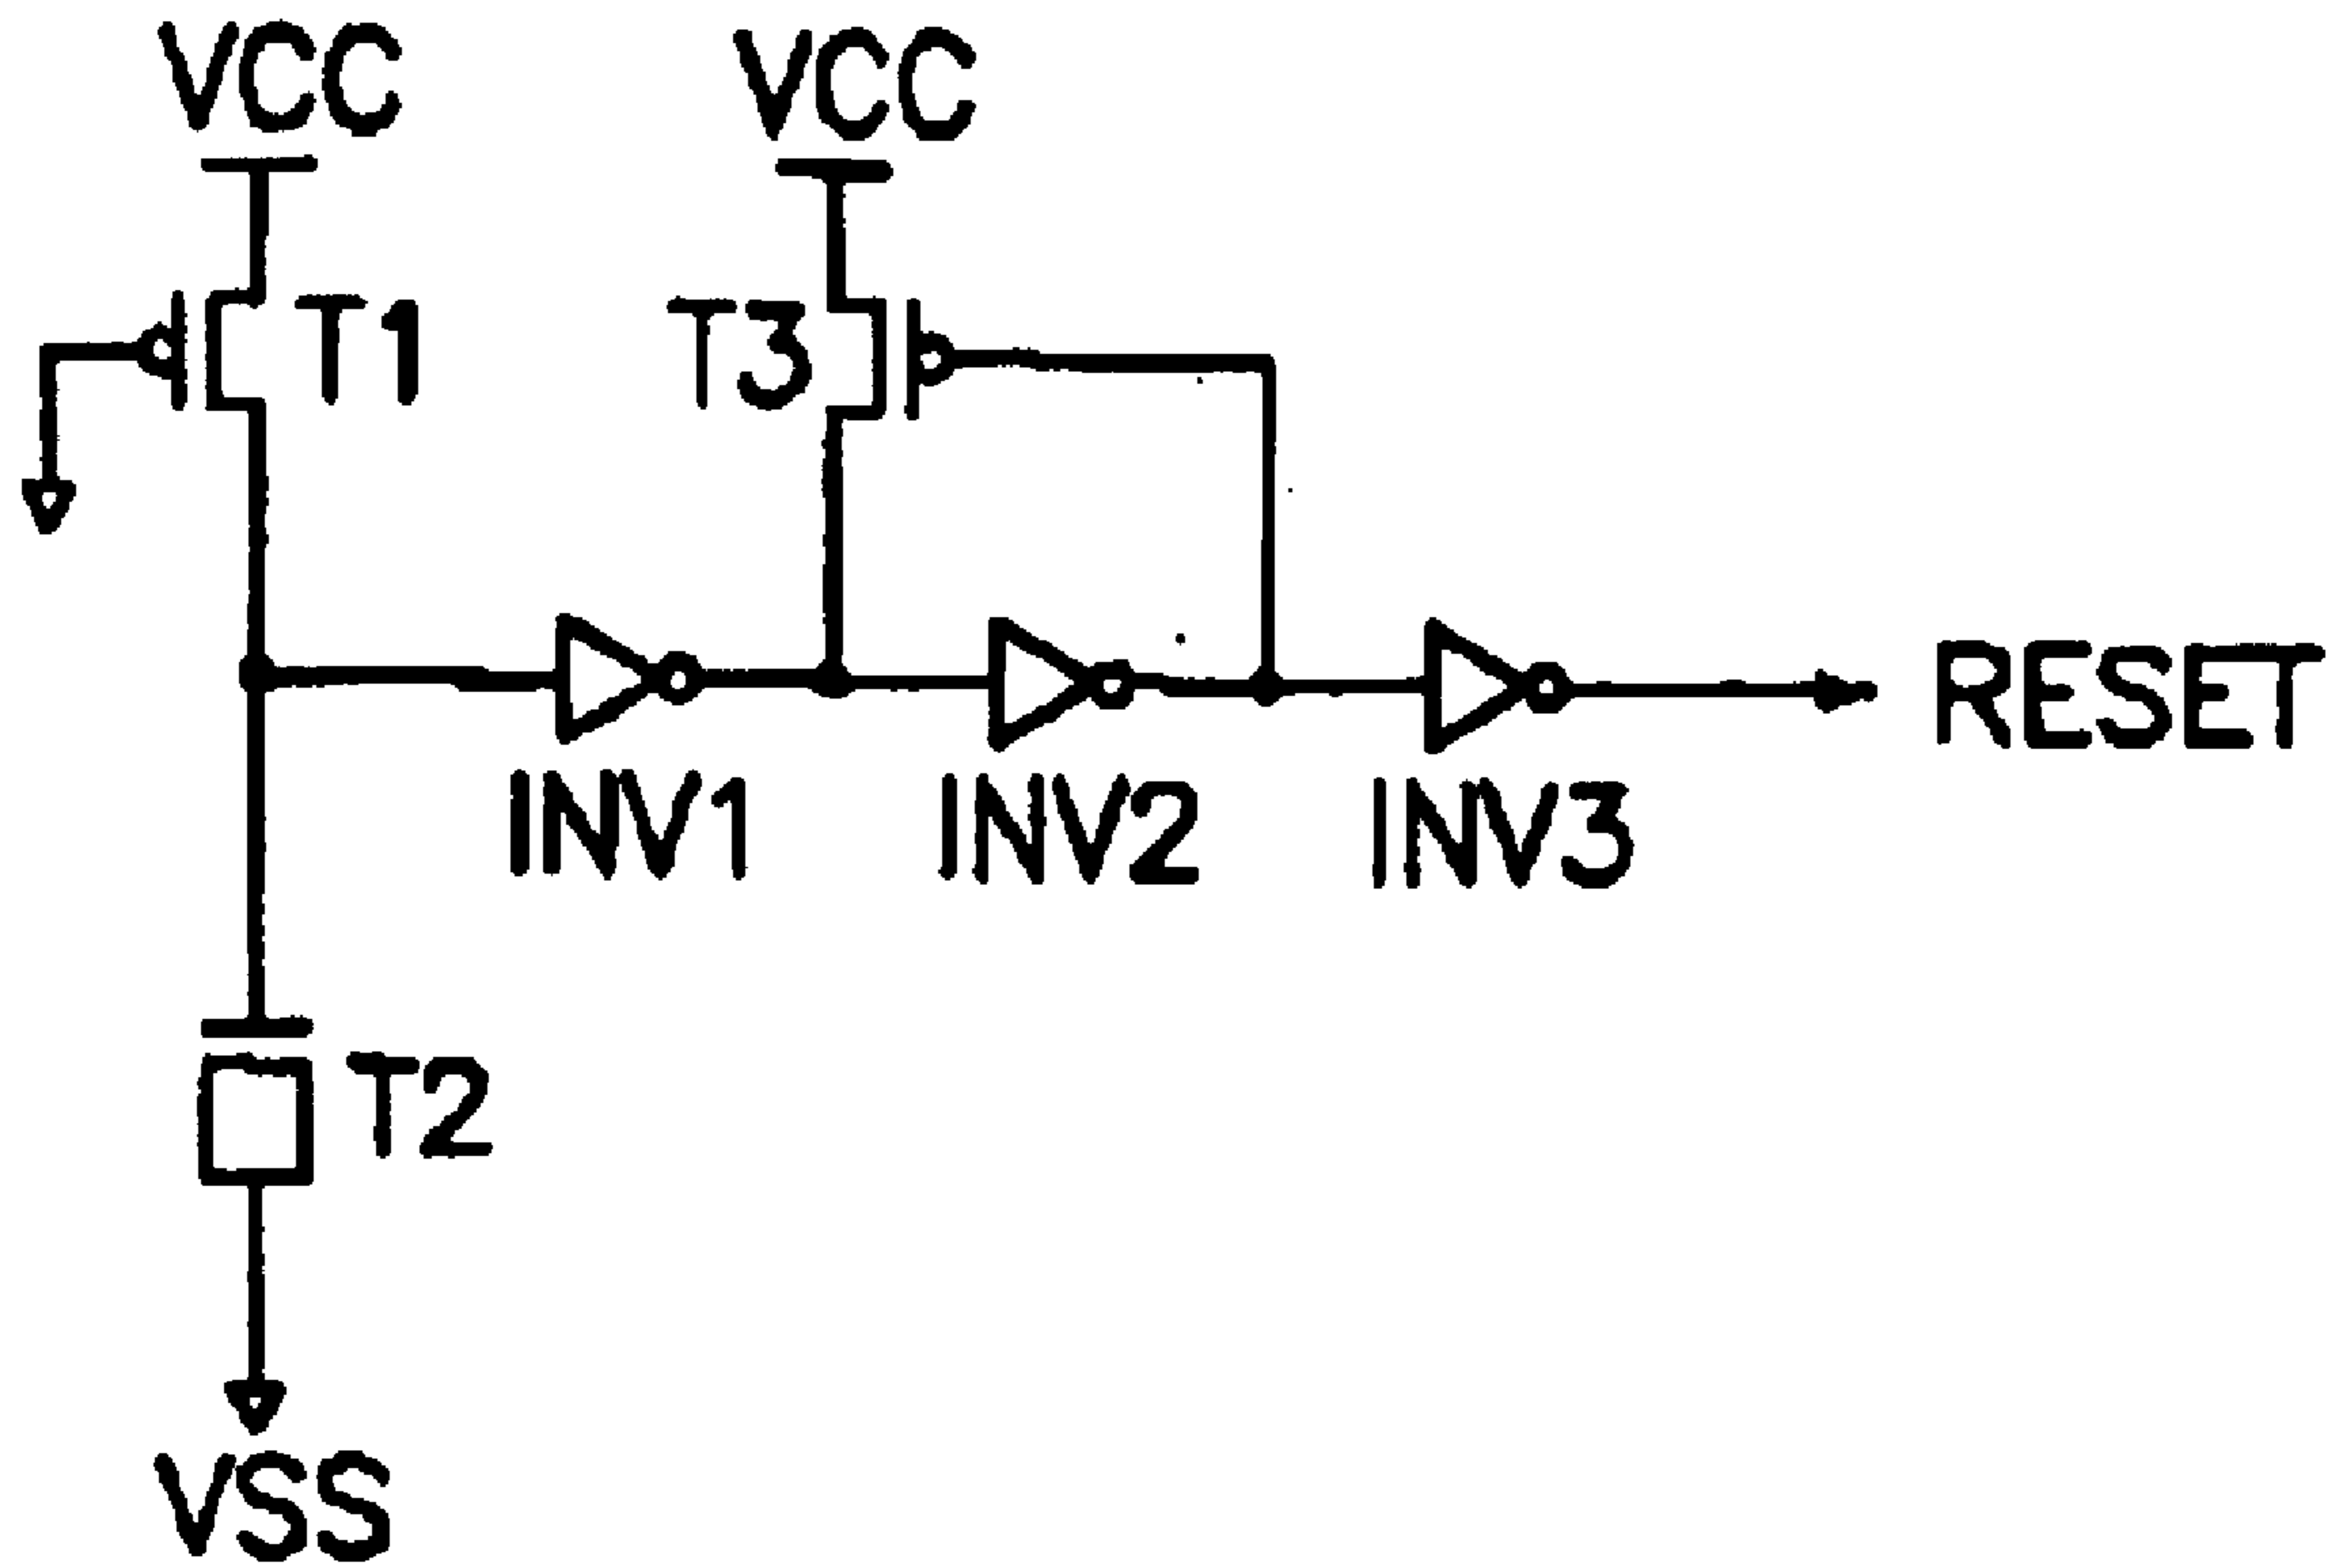 VCC
VCC
T1
T3
RESET
INV1
INV2
INV3
T2
VSS